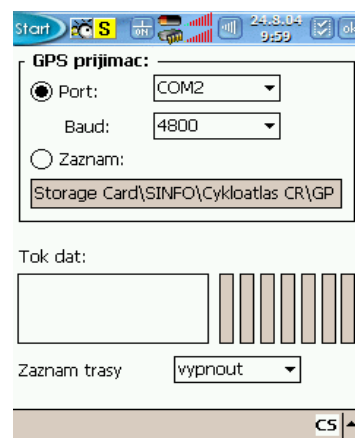 Start S 24.8.04 9:59 ok
GPS prijimac:
Port: COM2
Baud: 4800
Zaznam:
Storage Card\SINFO\Cykloatlas CR\GP
Tok dat:
Zaznam trasy vypnout
CS